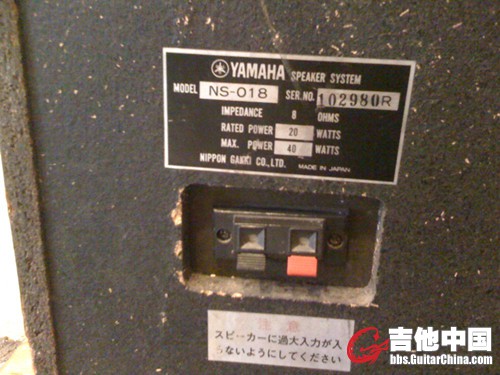 YAMAHA SPEAKER SYSTEM
MODEL NS-018 SER.NO. 102980R
IMPEDANCE 8 OHMS
RATED POWER 20 WATTS
MAX. POWER 40 WATTS
NIPPON GAKKI CO., LTD. MADE IN JAPAN
注意
スピーカーに過大入力が入
らないようにしてください
吉他中国
bbs.GuitarChina.com